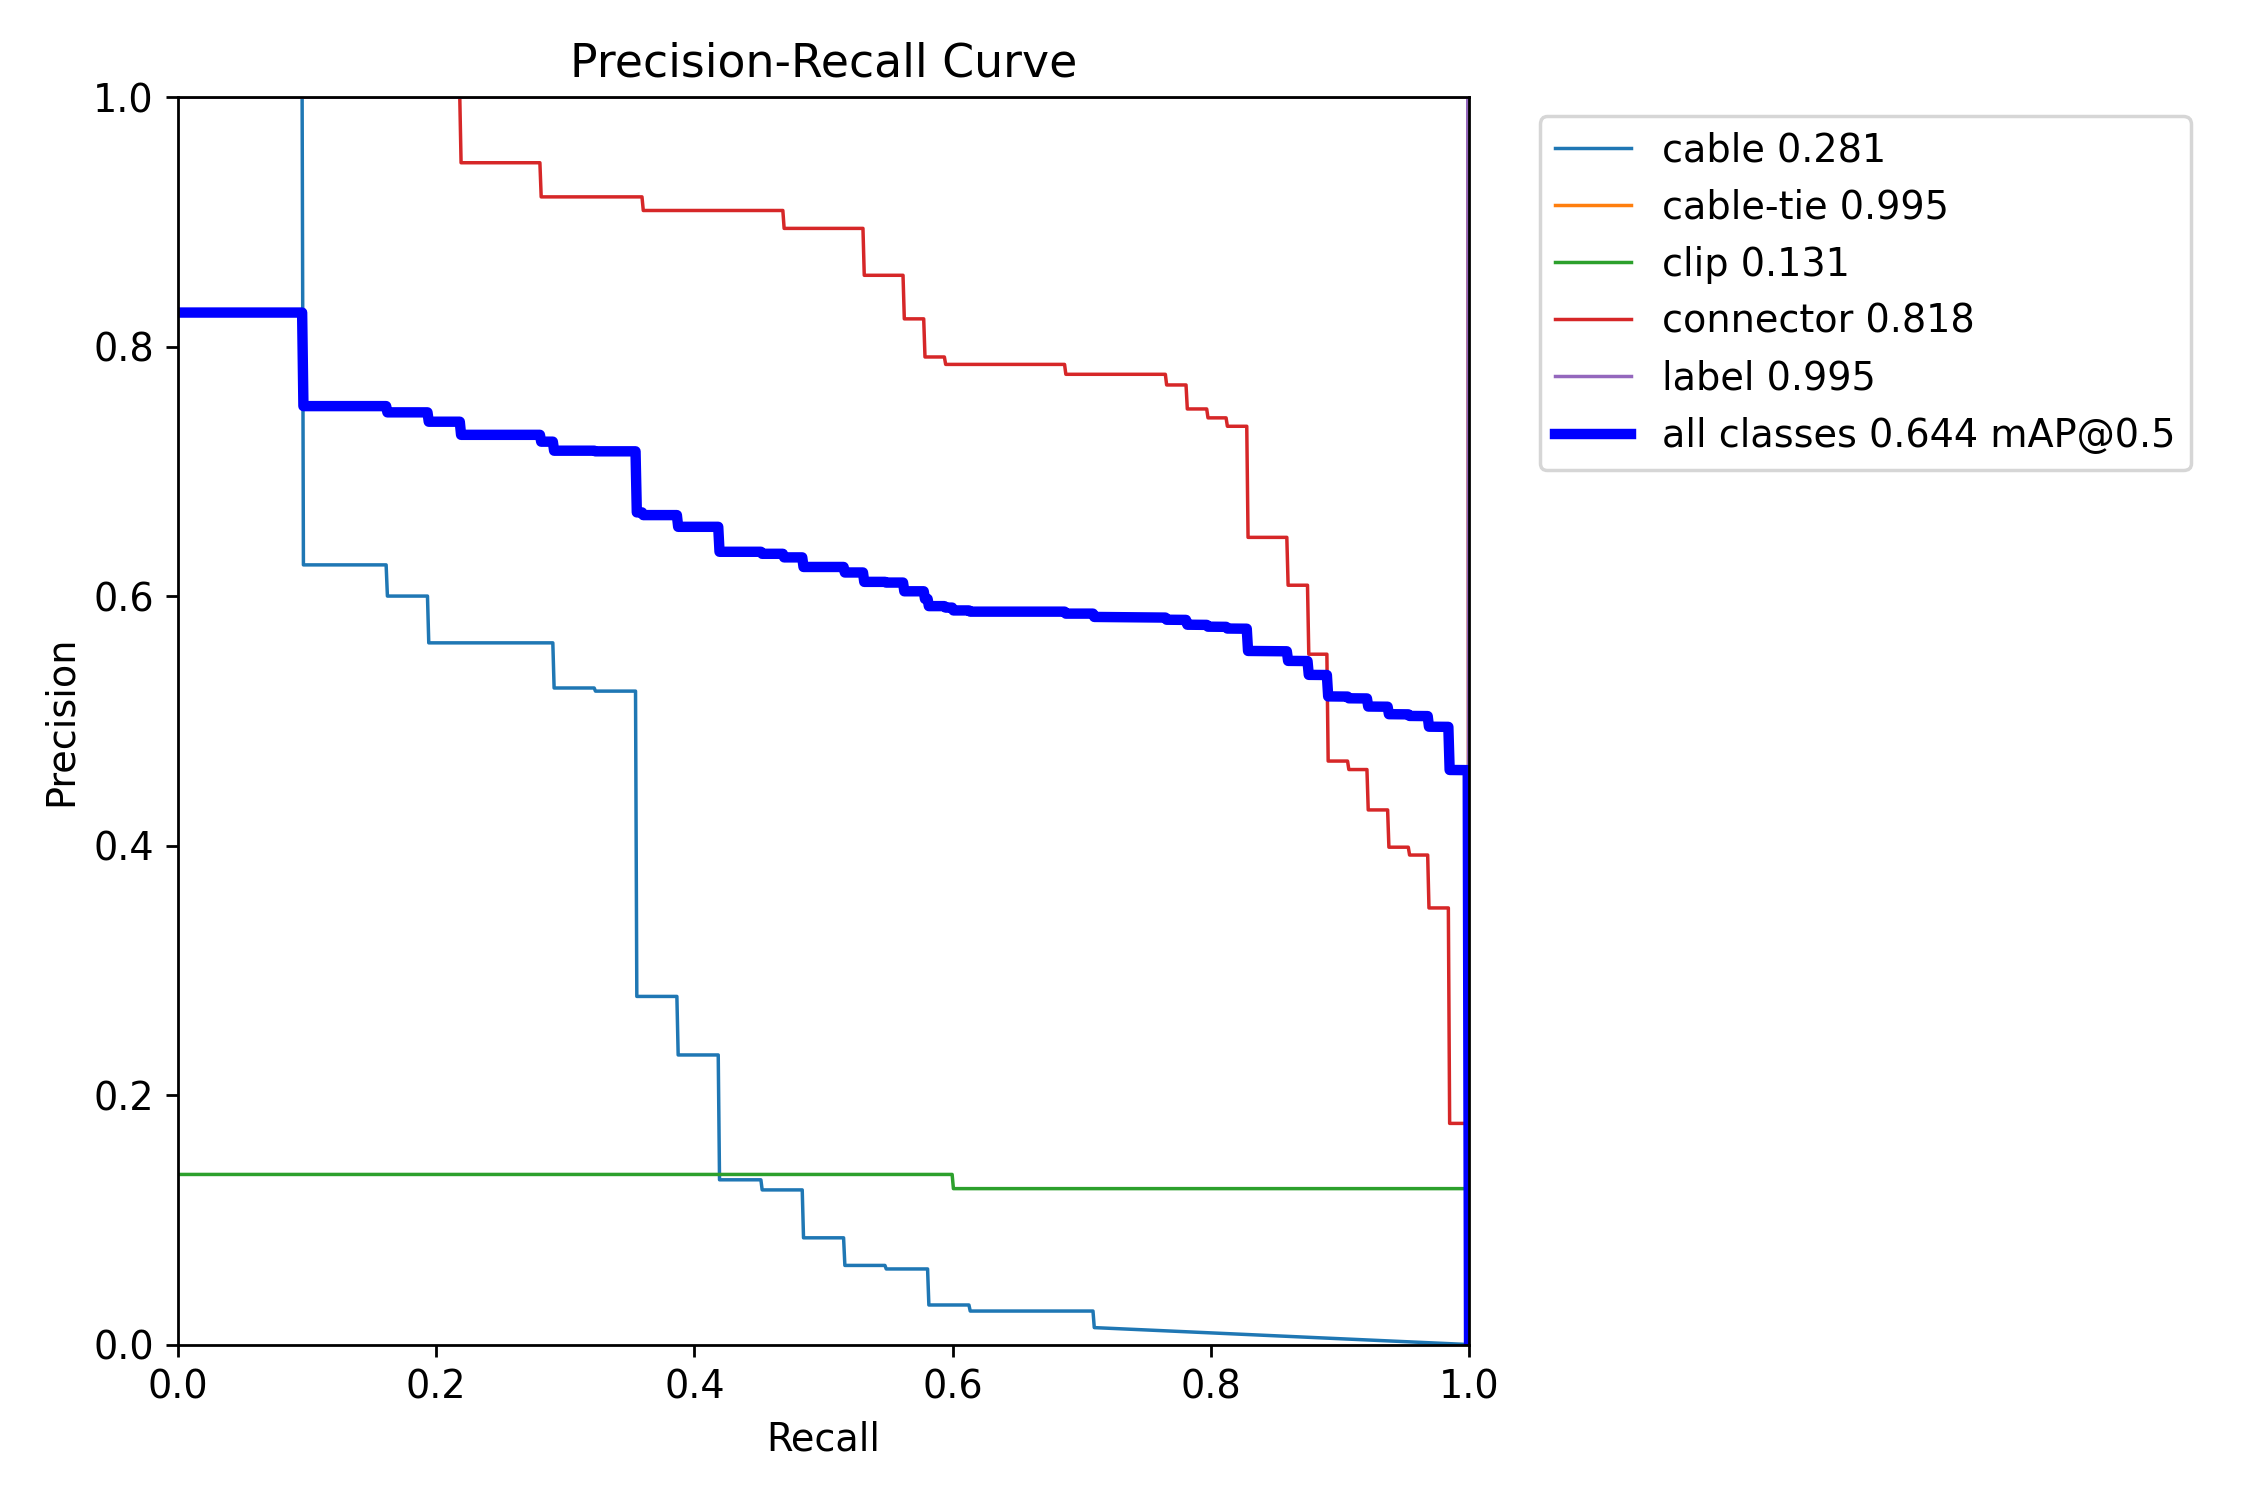 Precision-Recall Curve
1.0
0.8
0.6
0.4
0.2
0.0
Precision
0.0 0.2 0.4 0.6 0.8 1.0
Recall
cable 0.281
cable-tie 0.995
clip 0.131
connector 0.818
label 0.995
all classes 0.644 mAP@0.5